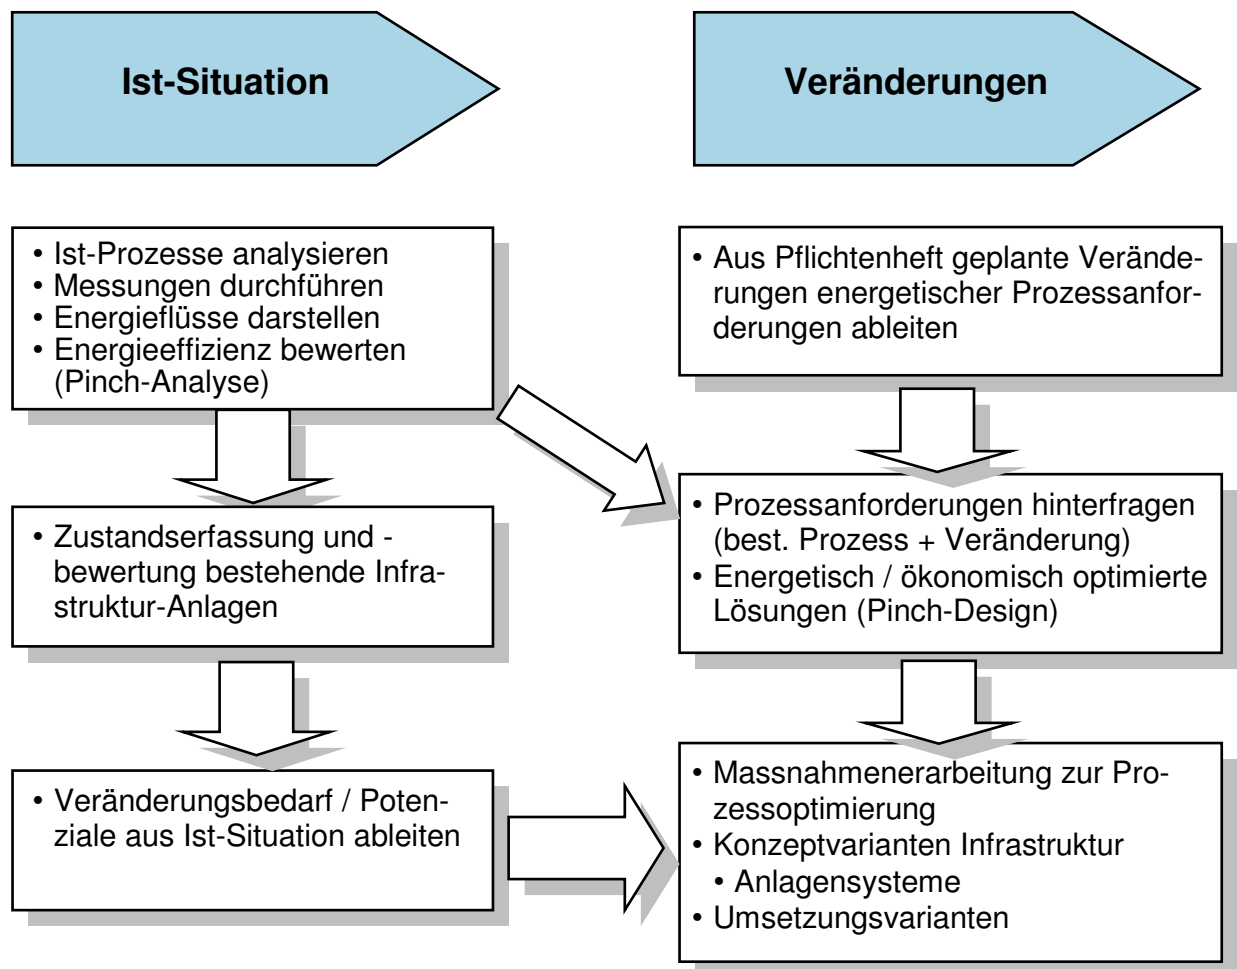 Ist-Situation
Veränderungen
• Ist-Prozesse analysieren
• Messungen durchführen
• Energieflüsse darstellen
• Energieeffizienz bewerten
(Pinch-Analyse)
• Zustandserfassung und -
bewertung bestehende Infra-
struktur-Anlagen
• Veränderungsbedarf / Poten-
ziale aus Ist-Situation ableiten
• Aus Pflichtenheft geplante Verände-
rungen energetischer Prozessanfor-
derungen ableiten
• Prozessanforderungen hinterfragen
(best. Prozess + Veränderung)
• Energetisch / ökonomisch optimierte
Lösungen (Pinch-Design)
• Massnahmenerarbeitung zur Pro-
zessoptimierung
• Konzeptvarianten Infrastruktur
• Anlagensysteme
• Umsetzungsvarianten